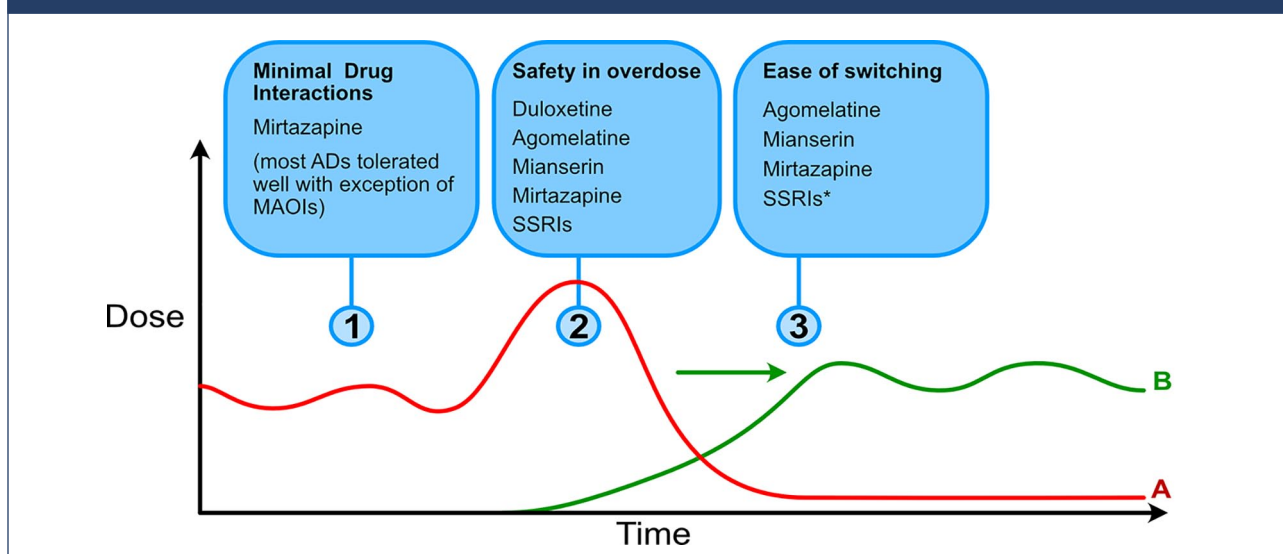 Minimal Drug
Interactions
Mirtazapine
(most ADs tolerated
well with exception of
MAOIs)
Safety in overdose
Duloxetine
Agomelatine
Mianserin
Mirtazapine
SSRIs
Ease of switching
Agomelatine
Mianserin
Mirtazapine
SSRIs*
Dose
1
2
3
B
A
Time